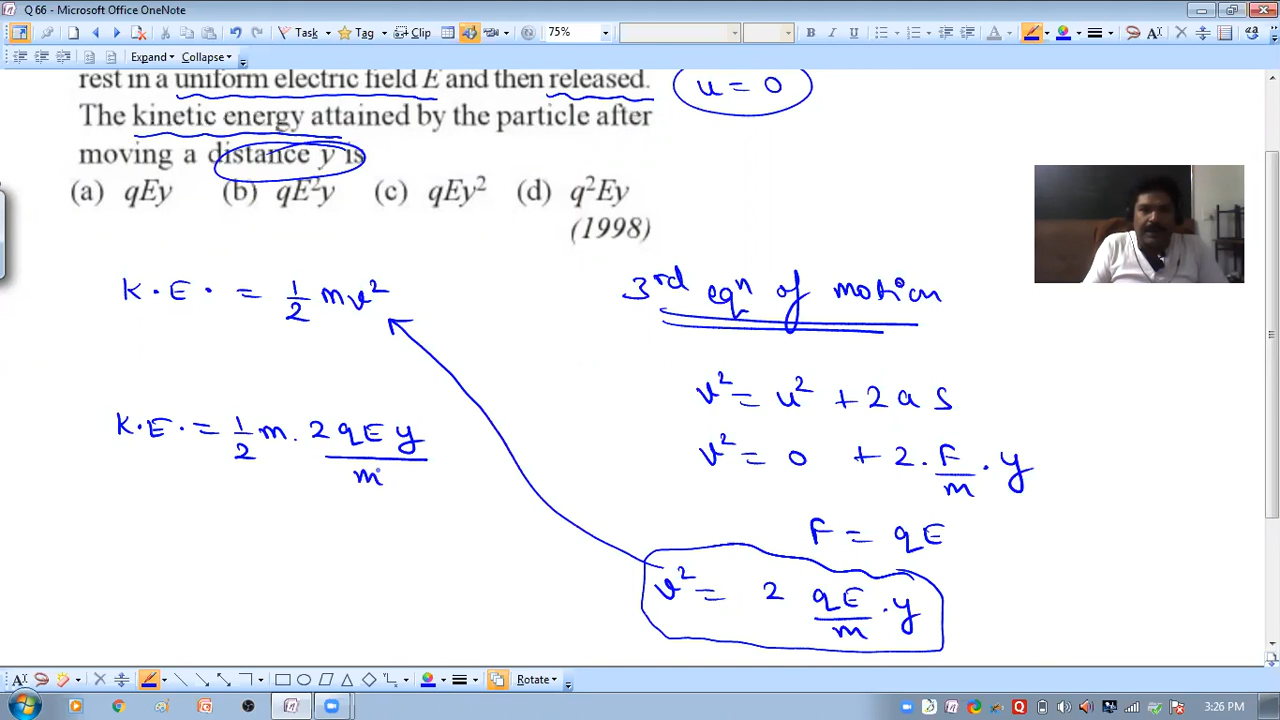 Q 66 - Microsoft Office OneNote
Task Tag Clip 75%
Expand Collapse
rest in a uniform electric field E and then released.
u = 0
The kinetic energy attained by the particle after
moving a distance y is
(a) qEy (b) qE²y (c) qEy² (d) q²Ey
(1998)
K.E. = 1/2 mv²
3rd eqn of motion
v² = u² + 2 a S
K.E. = 1/2 m. 2qEy/m
v² = 0 + 2. F/m . y
F = qE
v² = 2 qE/m . y
Rotate
3:26 PM